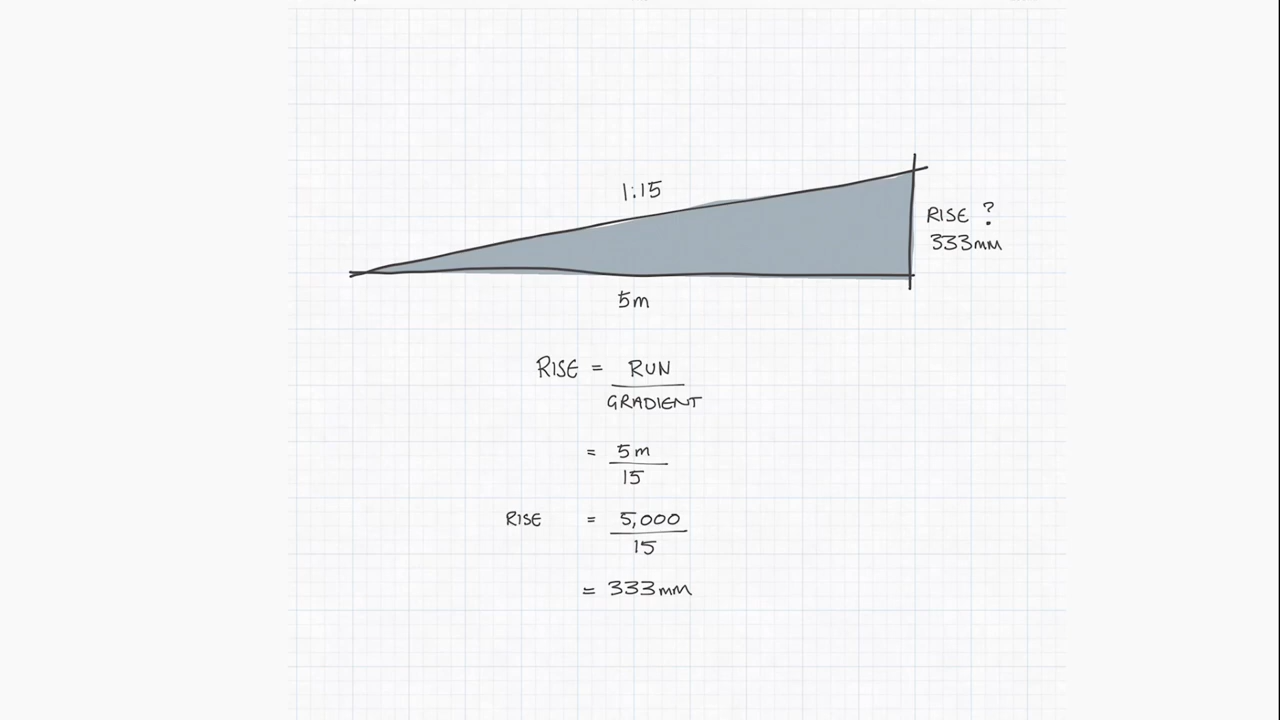 1:15
RISE ?
333mm
5m
RISE = RUN
GRADIENT
= 5m
15
RISE = 5,000
15
= 333mm